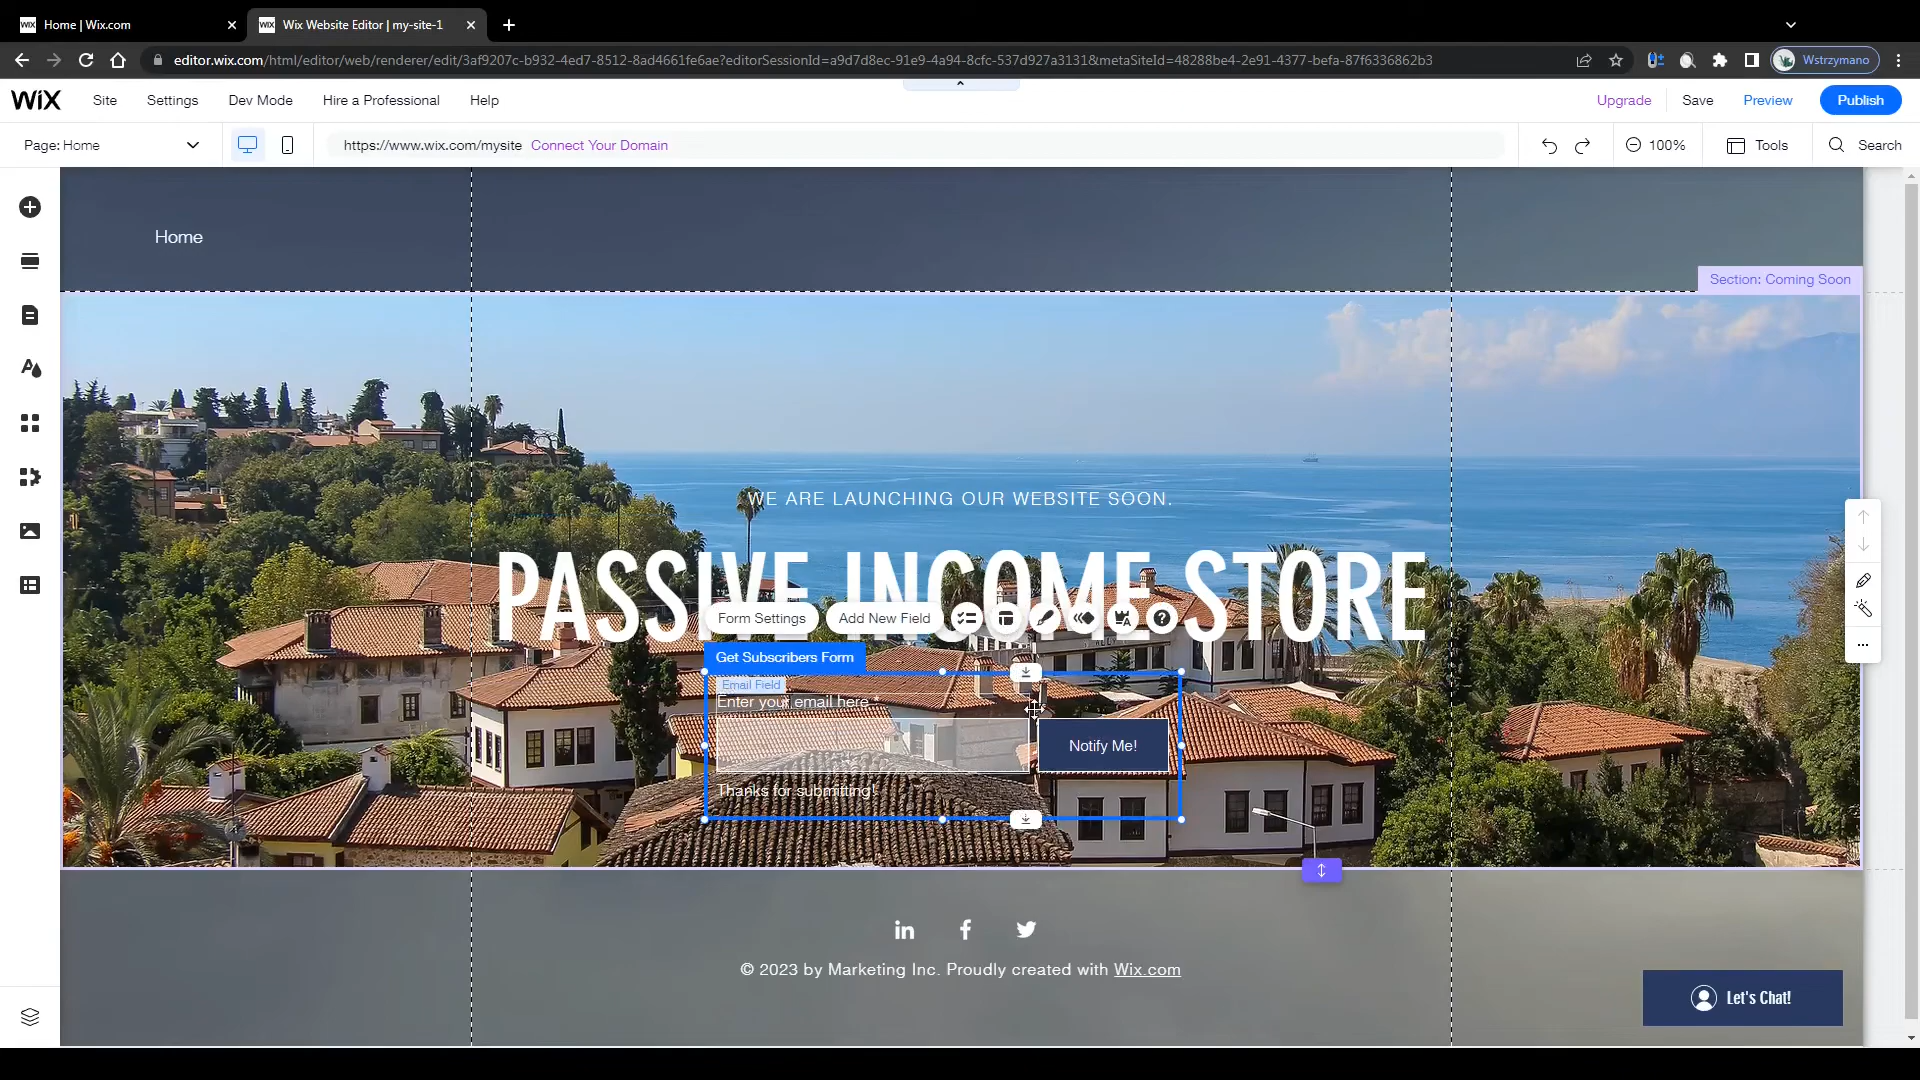 WiX Home | Wix.com
WiX Wix Website Editor | my-site-1
editor.wix.com/html/editor/web/renderer/edit/3af9207c-b932-4ed7-8512-8ad4661fe6ae?editorSessionId=a9d7d8ec-91e9-4a94-8cfc-537d927a3131&metaSiteId=48288be4-2e91-4377-befa-87f6336862b3
Wstrzymano
WiX Site Settings Dev Mode Hire a Professional Help Upgrade Save Preview Publish
Page: Home https://www.wix.com/mysite Connect Your Domain 100% Tools Search
Home
Section: Coming Soon
WE ARE LAUNCHING OUR WEBSITE SOON.
PASSIVE INCOME STORE
Form Settings Add New Field
Get Subscribers Form
Email Field
Enter your email here *
Notify Me!
Thanks for submitting!
© 2023 by Marketing Inc. Proudly created with Wix.com
Let's Chat!